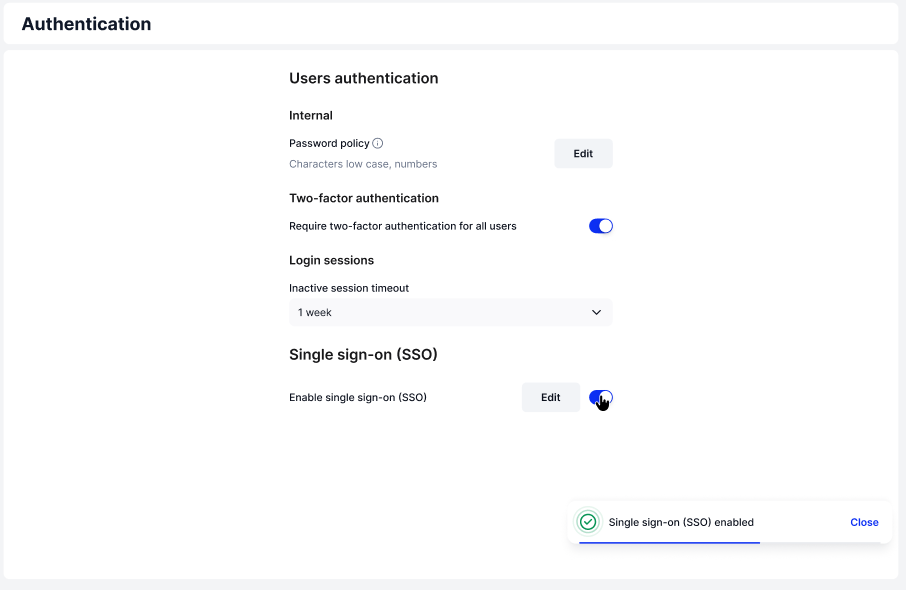 Authentication
Users authentication
Internal
Password policy
Characters low case, numbers
Edit
Two-factor authentication
Require two-factor authentication for all users
Login sessions
Inactive session timeout
1 week
Single sign-on (SSO)
Enable single sign-on (SSO)
Edit
Single sign-on (SSO) enabled
Close